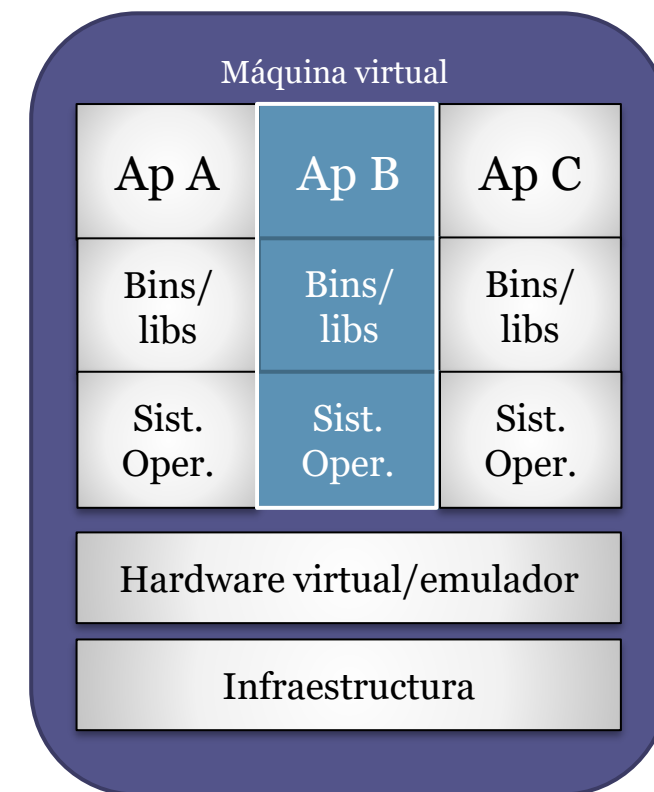 Máquina virtual
Ap A
Ap B
Ap C
Bins/
libs
Bins/
libs
Bins/
libs
Sist.
Oper.
Sist.
Oper.
Sist.
Oper.
Hardware virtual/emulador
Infraestructura